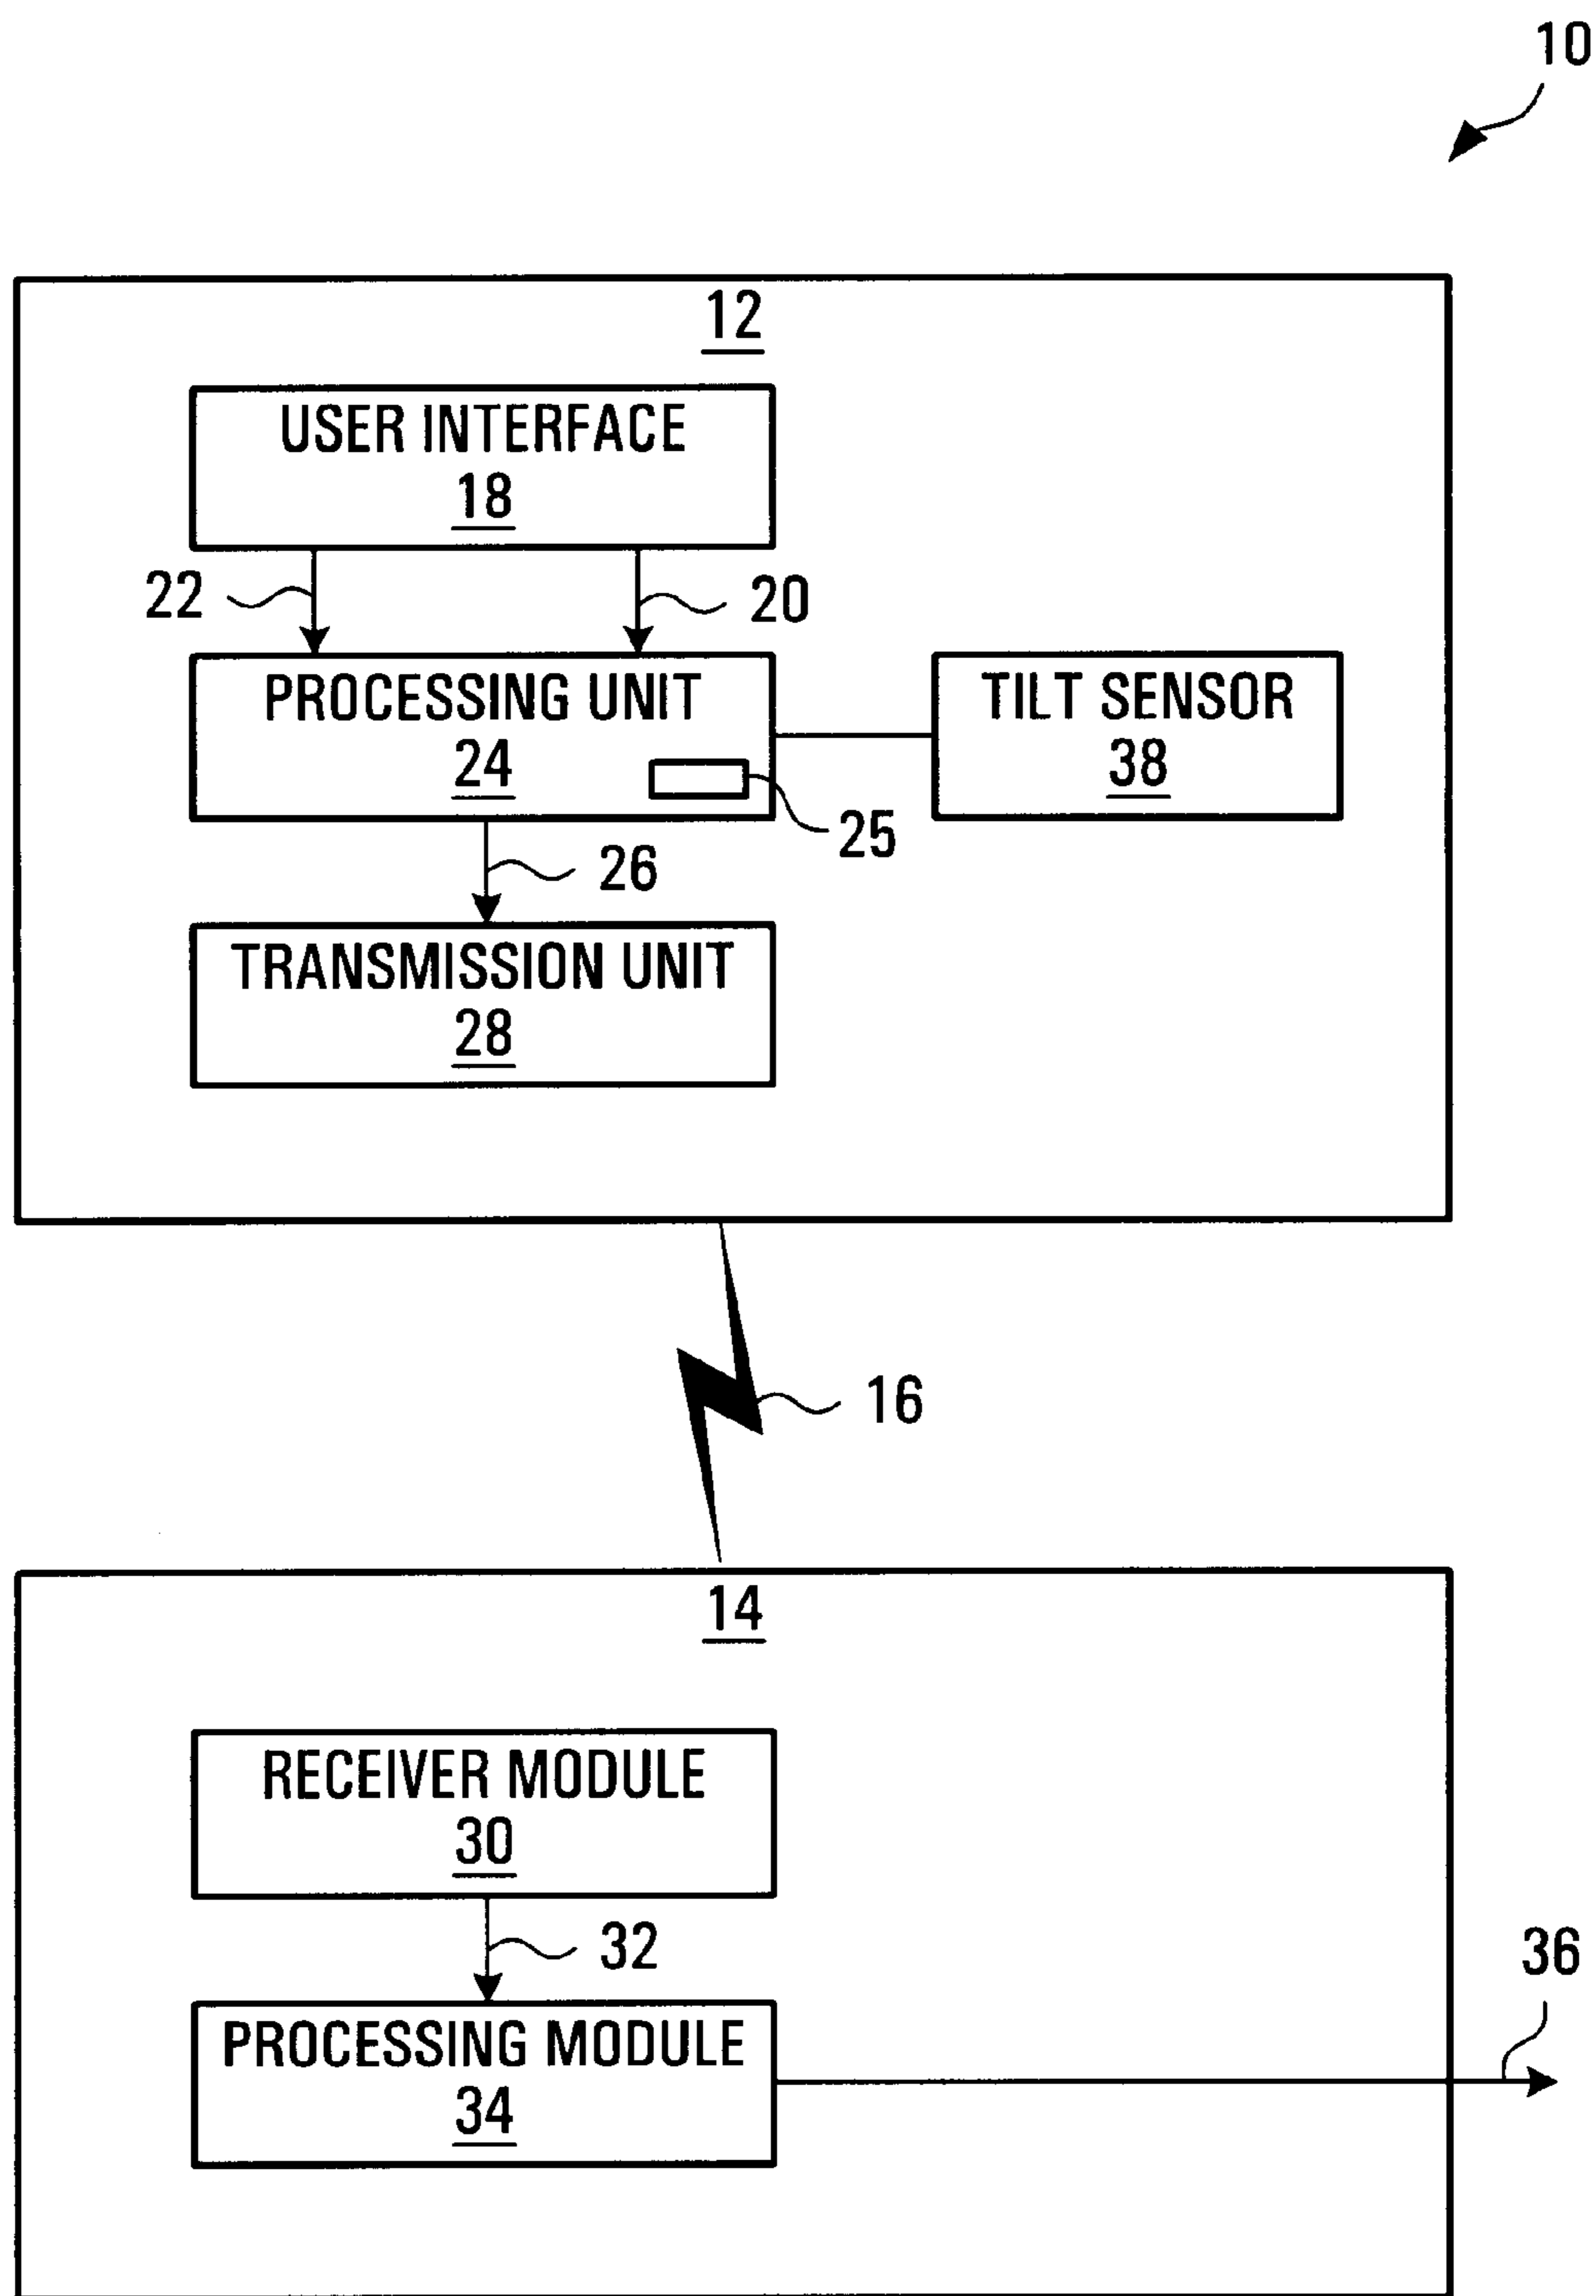 10
12
USER INTERFACE
18
22
20
PROCESSING UNIT
24
TILT SENSOR
38
25
26
TRANSMISSION UNIT
28
16
14
RECEIVER MODULE
30
32
36
PROCESSING MODULE
34